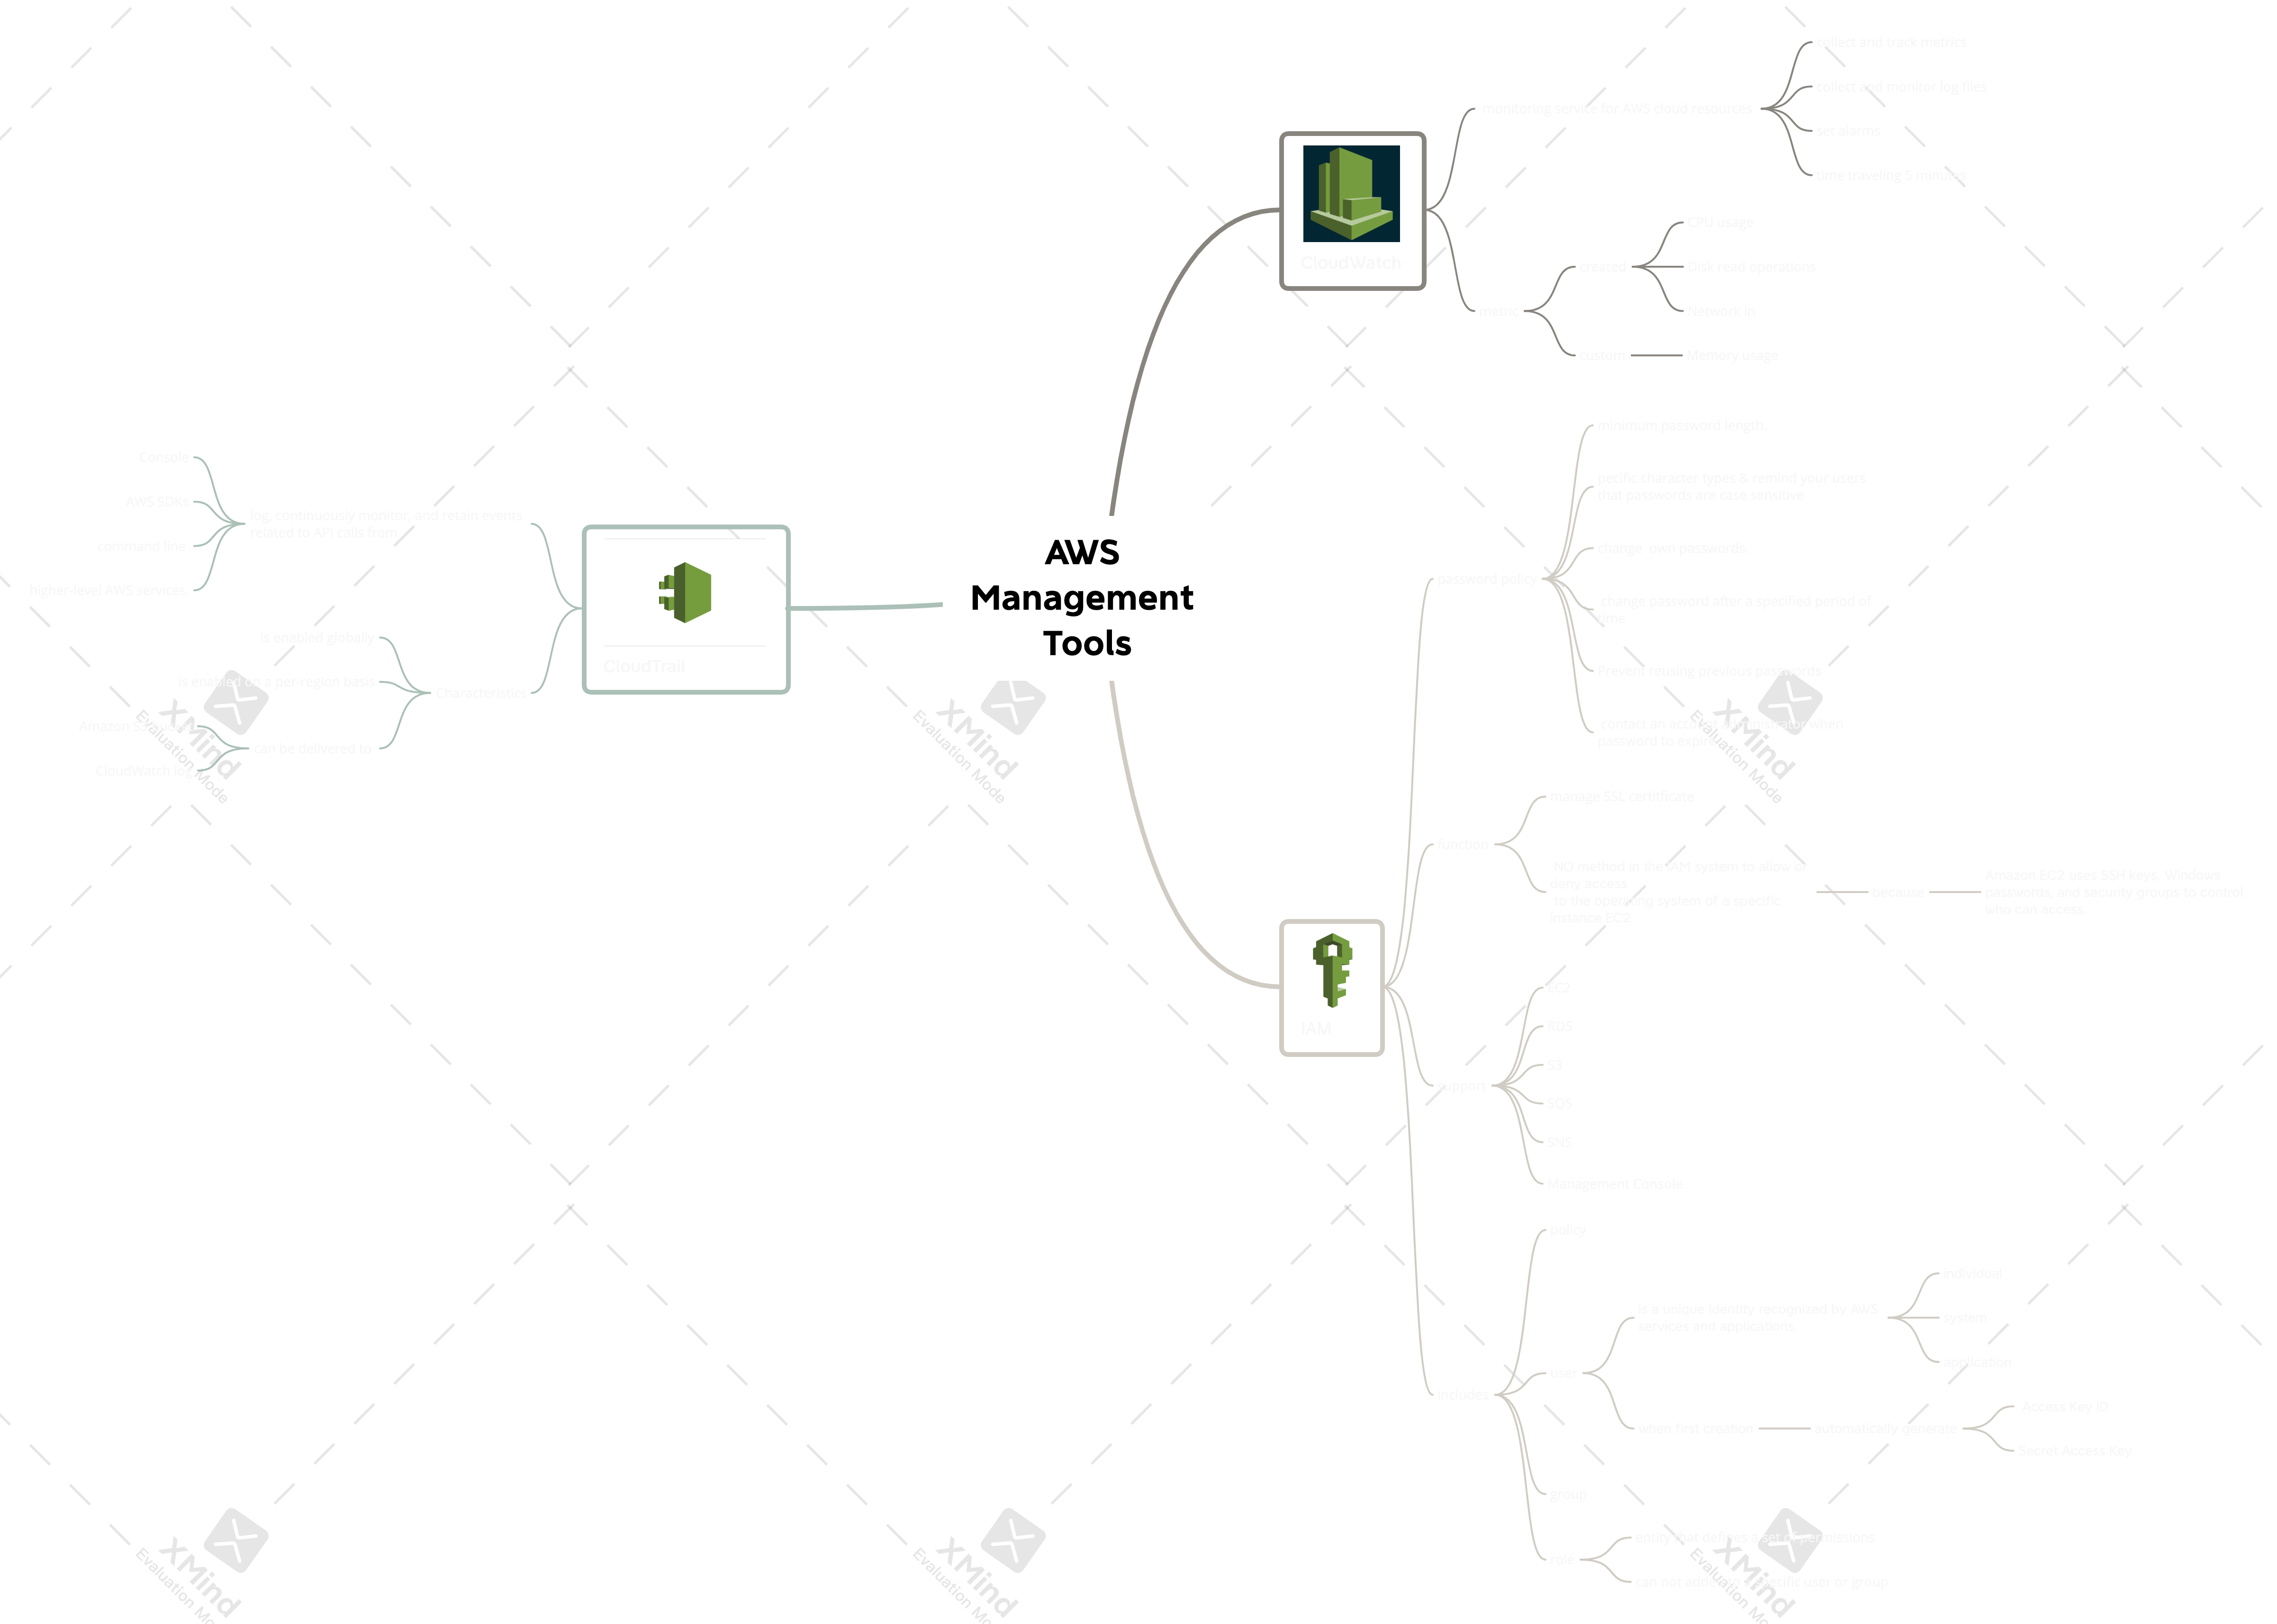 AWS
Management
Tools
CloudWatch
monitoring service for AWS cloud resources
collect and track metrics
collect and monitor log files
set alarms
time traveling 5 minutes
metric
created
CPU usage
Disk read operations
Network in
custom
Memory usage
IAM
password policy
minimum password length.
pecific character types & remind your users
that passwords are case sensitive
change own passwords
change password after a specified period of
time
Prevent reusing previous passwords
contact an account administrator when
password to expire
function
manage SSL certitficate
NO method in the IAM system to allow or
deny access
to the operating system of a specific
instance EC2
because
Amazon EC2 uses SSH keys, Windows
passwords, and security groups to control
who can access
support
EC2
RDS
S3
SQS
SNS
Management Console
includes
policy
user
is a unique identity recognized by AWS
services and applications
individual
system
application
when first creation
automatically generate
Access Key ID
Secret Access Key
group
role
entity that defines a set of permissions
can not add to specific user or group
CloudTrail
log, continuously monitor, and retain events
related to API calls from
Console
AWS SDKs
command line
higher-level AWS services.
Characteristics
is enabled globally
is enabled on a per-region basis
can be delivered to
Amazon S3
CloudWatch log
XMind
Evaluation Mode
XMind
Evaluation Mode
XMind
Evaluation Mode
XMind
Evaluation Mo
XMind
Evaluation Mo
XMind
Evaluation Mo